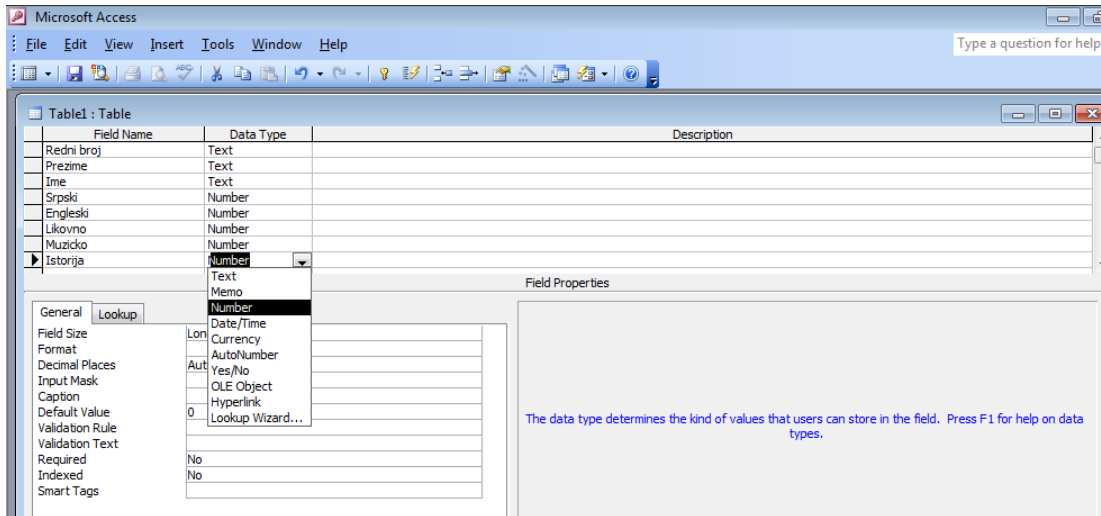 Microsoft Access
File Edit View Insert Tools Window Help Type a question for help
Table1 : Table
Field Name Data Type Description
Redni broj Text
Prezime Text
Ime Text
Srpski Number
Engleski Number
Likovno Number
Muzicko Number
Istorija Number
Text
Memo
Number
Date/Time
Currency
AutoNumber
Yes/No
OLE Object
Hyperlink
Lookup Wizard...
Field Properties
General Lookup
Field Size Lon
Format
Decimal Places Aut
Input Mask
Caption
Default Value 0
Validation Rule
Validation Text
Required No
Indexed No
Smart Tags
The data type determines the kind of values that users can store in the field. Press F1 for help on data
types.